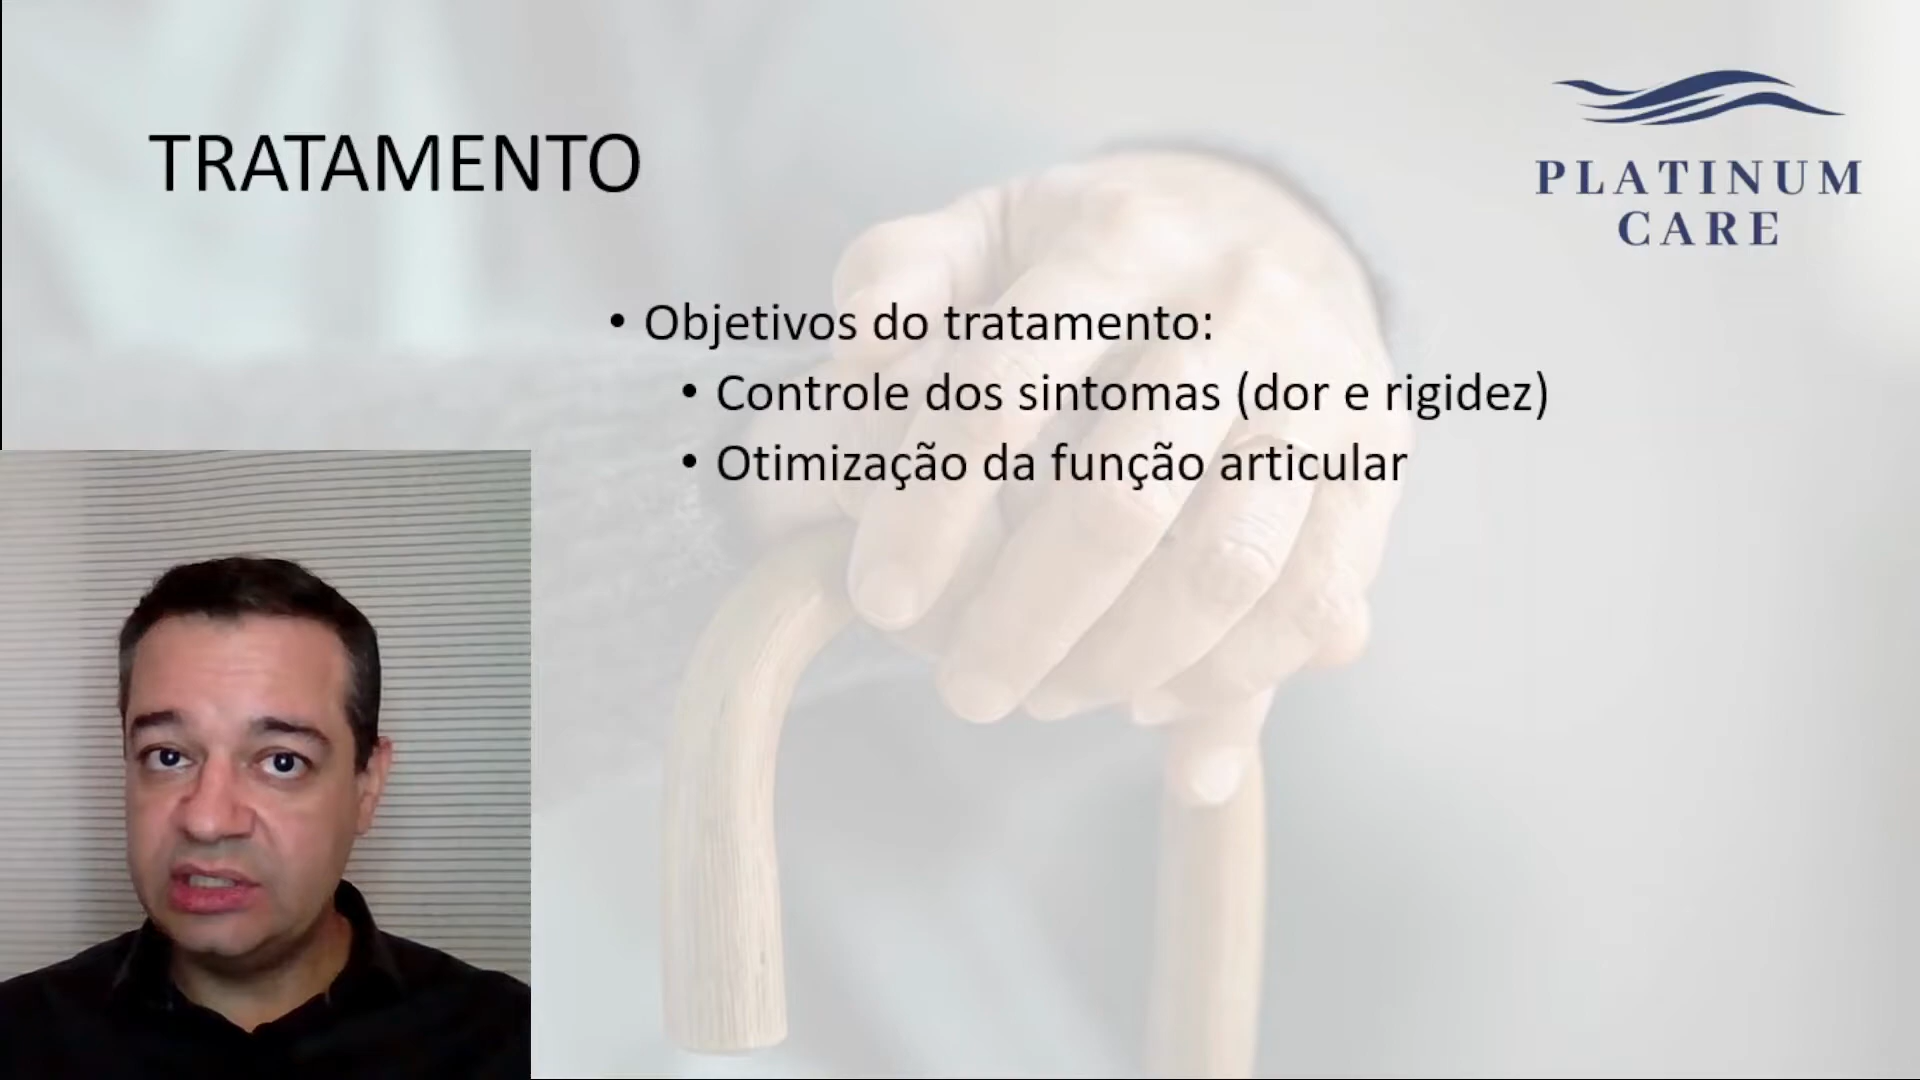 TRATAMENTO
PLATINUM
CARE
• Objetivos do tratamento:
• Controle dos sintomas (dor e rigidez)
• Otimização da função articular